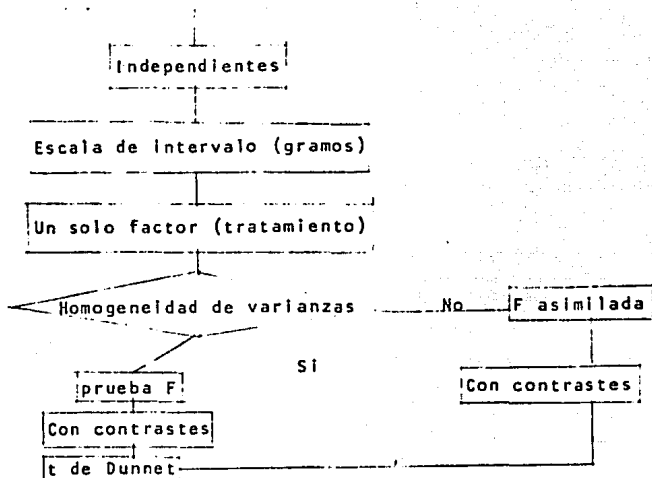 Independientes
Escala de intervalo (gramos)
Un solo factor (tratamiento)
Homogeneidad de varianzas
No
F asimilada
Si
prueba F
Con contrastes
Con contrastes
t de Dunnet